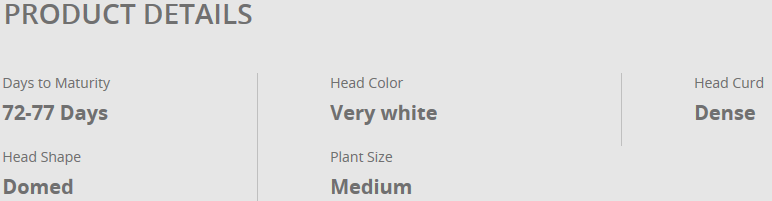 PRODUCT DETAILS
Days to Maturity
72-77 Days
Head Color
Very white
Head Curd
Dense
Head Shape
Domed
Plant Size
Medium